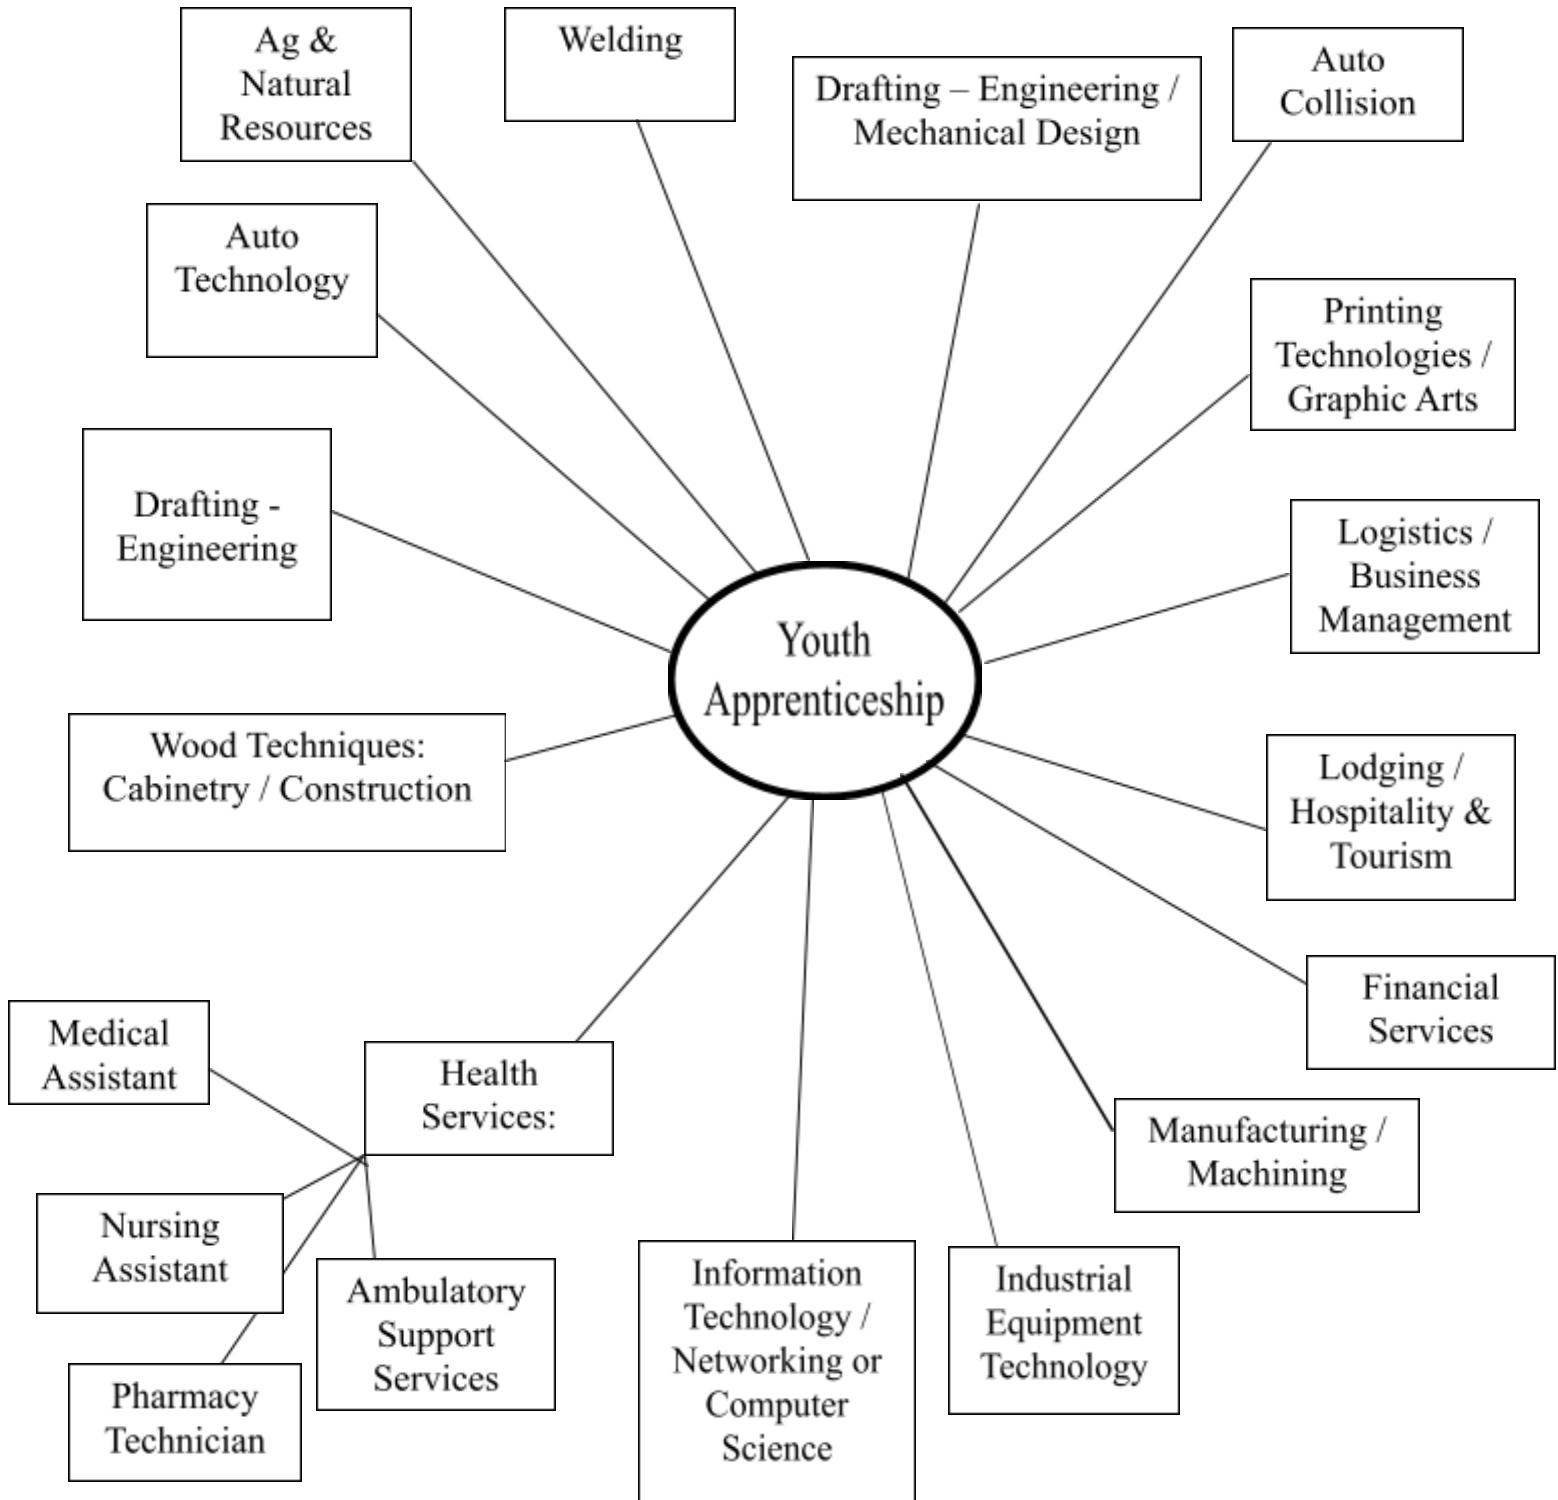 Ag &
Natural
Resources
Welding
Drafting – Engineering /
Mechanical Design
Auto
Collision
Auto
Technology
Printing
Technologies /
Graphic Arts
Drafting -
Engineering
Logistics /
Business
Management
Youth
Apprenticeship
Wood Techniques:
Cabinetry / Construction
Lodging /
Hospitality &
Tourism
Financial
Services
Medical
Assistant
Health
Services:
Manufacturing /
Machining
Nursing
Assistant
Ambulatory
Support
Services
Information
Technology /
Networking or
Computer
Science
Industrial
Equipment
Technology
Pharmacy
Technician